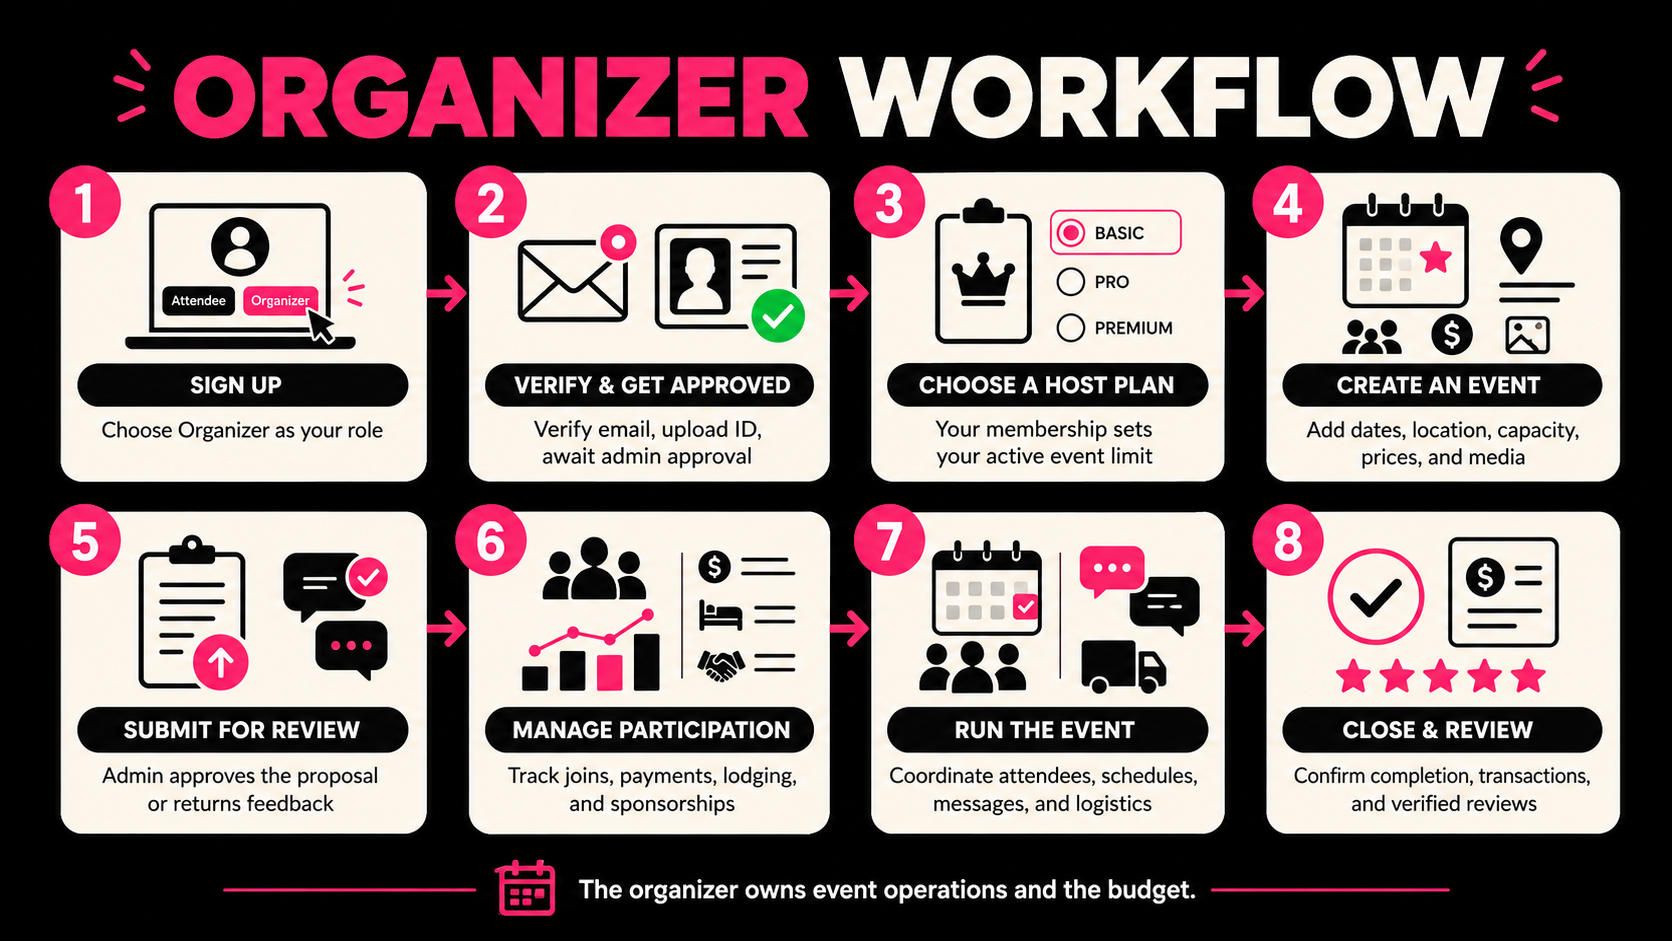 ORGANIZER WORKFLOW
1
Attendee
Organizer
SIGN UP
Choose Organizer as your role
2
VERIFY & GET APPROVED
Verify email, upload ID,
await admin approval
3
BASIC
PRO
PREMIUM
CHOOSE A HOST PLAN
Your membership sets
your active event limit
4
$
CREATE AN EVENT
Add dates, location, capacity,
prices, and media
5
SUBMIT FOR REVIEW
Admin approves the proposal
or returns feedback
6
$
MANAGE PARTICIPATION
Track joins, payments, lodging,
and sponsorships
7
RUN THE EVENT
Coordinate attendees, schedules,
messages, and logistics
8
$
CLOSE & REVIEW
Confirm completion, transactions,
and verified reviews
The organizer owns event operations and the budget.